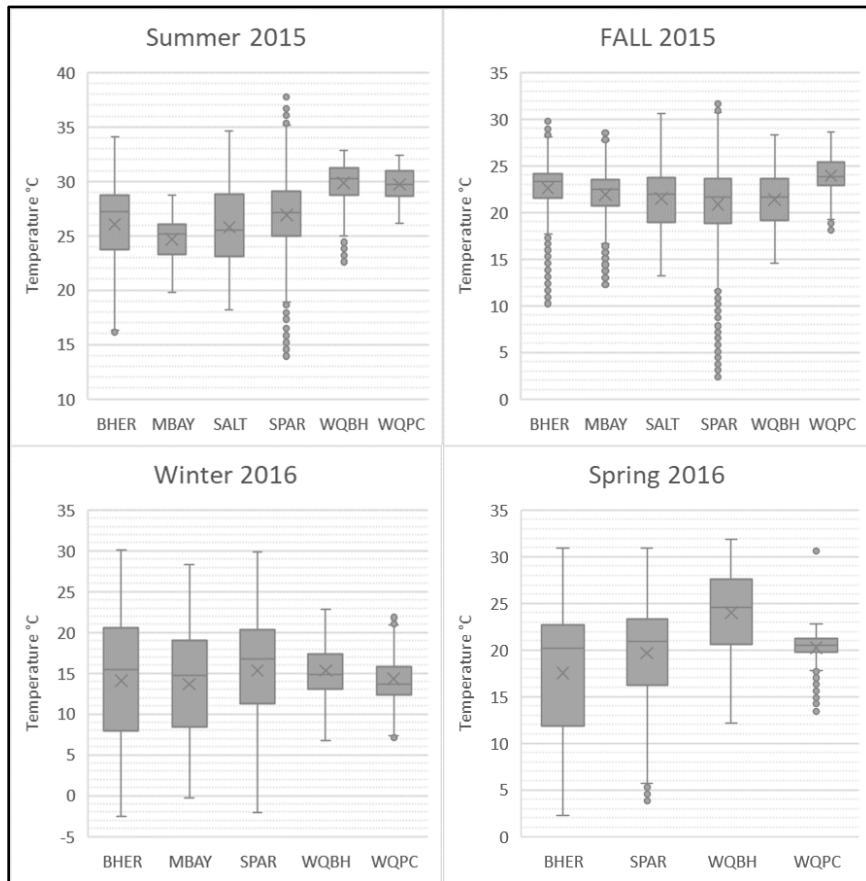 Summer 2015
Temperature °C
40
35
30
25
20
15
10
BHER MBAY SALT SPAR WQBH WQPC
FALL 2015
Temperature °C
35
30
25
20
15
10
5
0
BHER MBAY SALT SPAR WQBH WQPC
Winter 2016
Temperature °C
35
30
25
20
15
10
5
0
-5
BHER MBAY SPAR WQBH WQPC
Spring 2016
Temperature °C
35
30
25
20
15
10
5
0
BHER SPAR WQBH WQPC